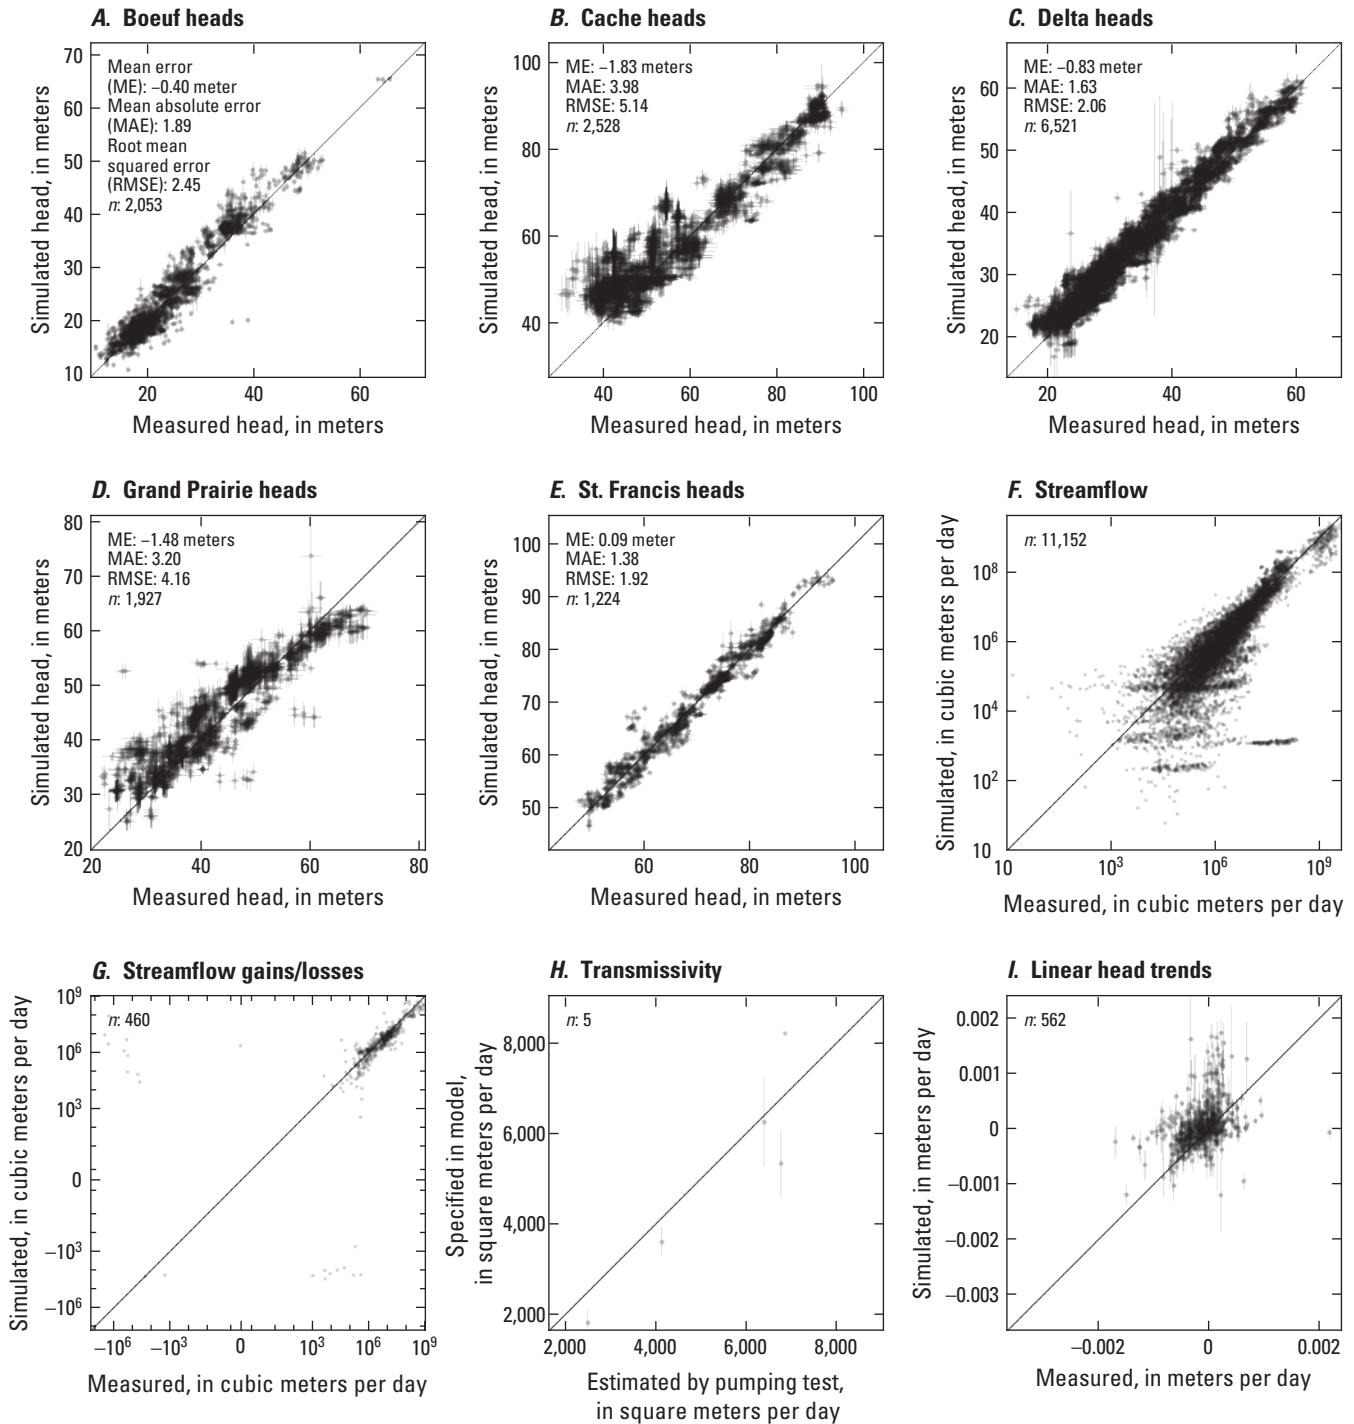 A. Boeuf heads
70
60
50
40
30
20
10
Simulated head, in meters
Mean error
(ME): −0.40 meter
Mean absolute error
(MAE): 1.89
Root mean
squared error
(RMSE): 2.45
n: 2,053
20 40 60
Measured head, in meters
B. Cache heads
100
80
60
40
Simulated head, in meters
ME: −1.83 meters
MAE: 3.98
RMSE: 5.14
n: 2,528
40 60 80 100
Measured head, in meters
C. Delta heads
60
50
40
30
20
Simulated head, in meters
ME: −0.83 meter
MAE: 1.63
RMSE: 2.06
n: 6,521
20 40 60
Measured head, in meters
D. Grand Prairie heads
80
70
60
50
40
30
20
Simulated head, in meters
ME: −1.48 meters
MAE: 3.20
RMSE: 4.16
n: 1,927
20 40 60 80
Measured head, in meters
E. St. Francis heads
100
90
80
70
60
50
Simulated head, in meters
ME: 0.09 meter
MAE: 1.38
RMSE: 1.92
n: 1,224
60 80 100
Measured head, in meters
F. Streamflow
10⁸
10⁶
10⁴
10²
10
Simulated, in cubic meters per day
n: 11,152
10 10³ 10⁶ 10⁹
Measured, in cubic meters per day
G. Streamflow gains/losses
10⁹
10⁶
10³
0
−10³
−10⁶
Simulated, in cubic meters per day
n: 460
−10⁶ −10³ 0 10³ 10⁶ 10⁹
Measured, in cubic meters per day
H. Transmissivity
8,000
6,000
4,000
2,000
Specified in model,
in square meters per day
n: 5
2,000 4,000 6,000 8,000
Estimated by pumping test,
in square meters per day
I. Linear head trends
0.002
0.001
0
−0.001
−0.002
−0.003
Simulated, in meters per day
n: 562
−0.002 0 0.002
Measured, in meters per day